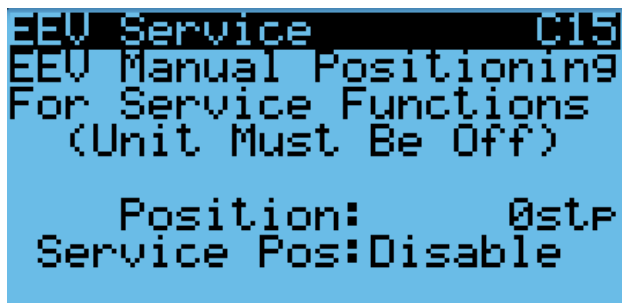 EEV Service C15
EEV Manual Positioning
For Service Functions
(Unit Must Be Off)
Position: 0stp
Service Pos:Disable